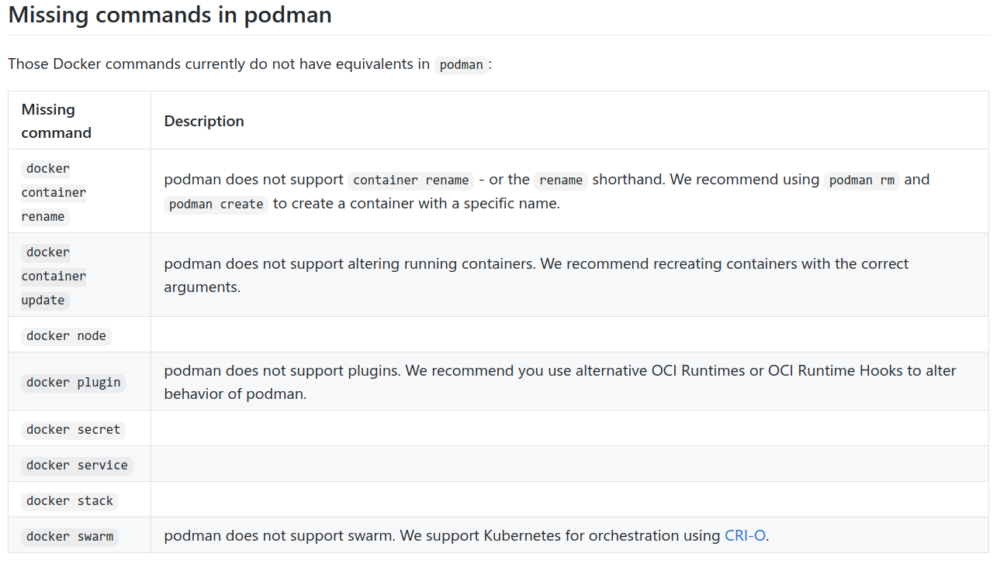 Missing commands in podman
Those Docker commands currently do not have equivalents in podman :
Missing
command
Description
docker
container
rename
podman does not support container rename - or the rename shorthand. We recommend using podman rm and
podman create to create a container with a specific name.
docker
container
update
podman does not support altering running containers. We recommend recreating containers with the correct
arguments.
docker node
docker plugin
podman does not support plugins. We recommend you use alternative OCI Runtimes or OCI Runtime Hooks to alter
behavior of podman.
docker secret
docker service
docker stack
docker swarm
podman does not support swarm. We support Kubernetes for orchestration using CRI-O.